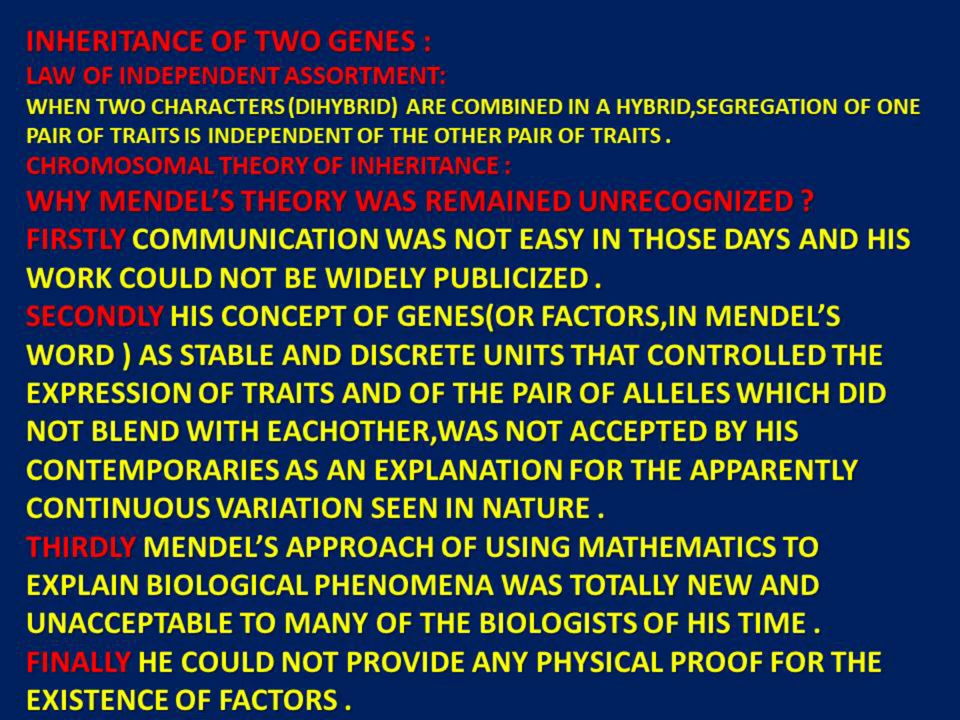 INHERITANCE OF TWO GENES :
LAW OF INDEPENDENT ASSORTMENT:
WHEN TWO CHARACTERS (DIHYBRID) ARE COMBINED IN A HYBRID,SEGREGATION OF ONE
PAIR OF TRAITS IS INDEPENDENT OF THE OTHER PAIR OF TRAITS .
CHROMOSOMAL THEORY OF INHERITANCE :
WHY MENDEL'S THEORY WAS REMAINED UNRECOGNIZED ?
FIRSTLY COMMUNICATION WAS NOT EASY IN THOSE DAYS AND HIS
WORK COULD NOT BE WIDELY PUBLICIZED .
SECONDLY HIS CONCEPT OF GENES(OR FACTORS,IN MENDEL'S
WORD ) AS STABLE AND DISCRETE UNITS THAT CONTROLLED THE
EXPRESSION OF TRAITS AND OF THE PAIR OF ALLELES WHICH DID
NOT BLEND WITH EACHOTHER,WAS NOT ACCEPTED BY HIS
CONTEMPORARIES AS AN EXPLANATION FOR THE APPARENTLY
CONTINUOUS VARIATION SEEN IN NATURE .
THIRDLY MENDEL'S APPROACH OF USING MATHEMATICS TO
EXPLAIN BIOLOGICAL PHENOMENA WAS TOTALLY NEW AND
UNACCEPTABLE TO MANY OF THE BIOLOGISTS OF HIS TIME .
FINALLY HE COULD NOT PROVIDE ANY PHYSICAL PROOF FOR THE
EXISTENCE OF FACTORS .